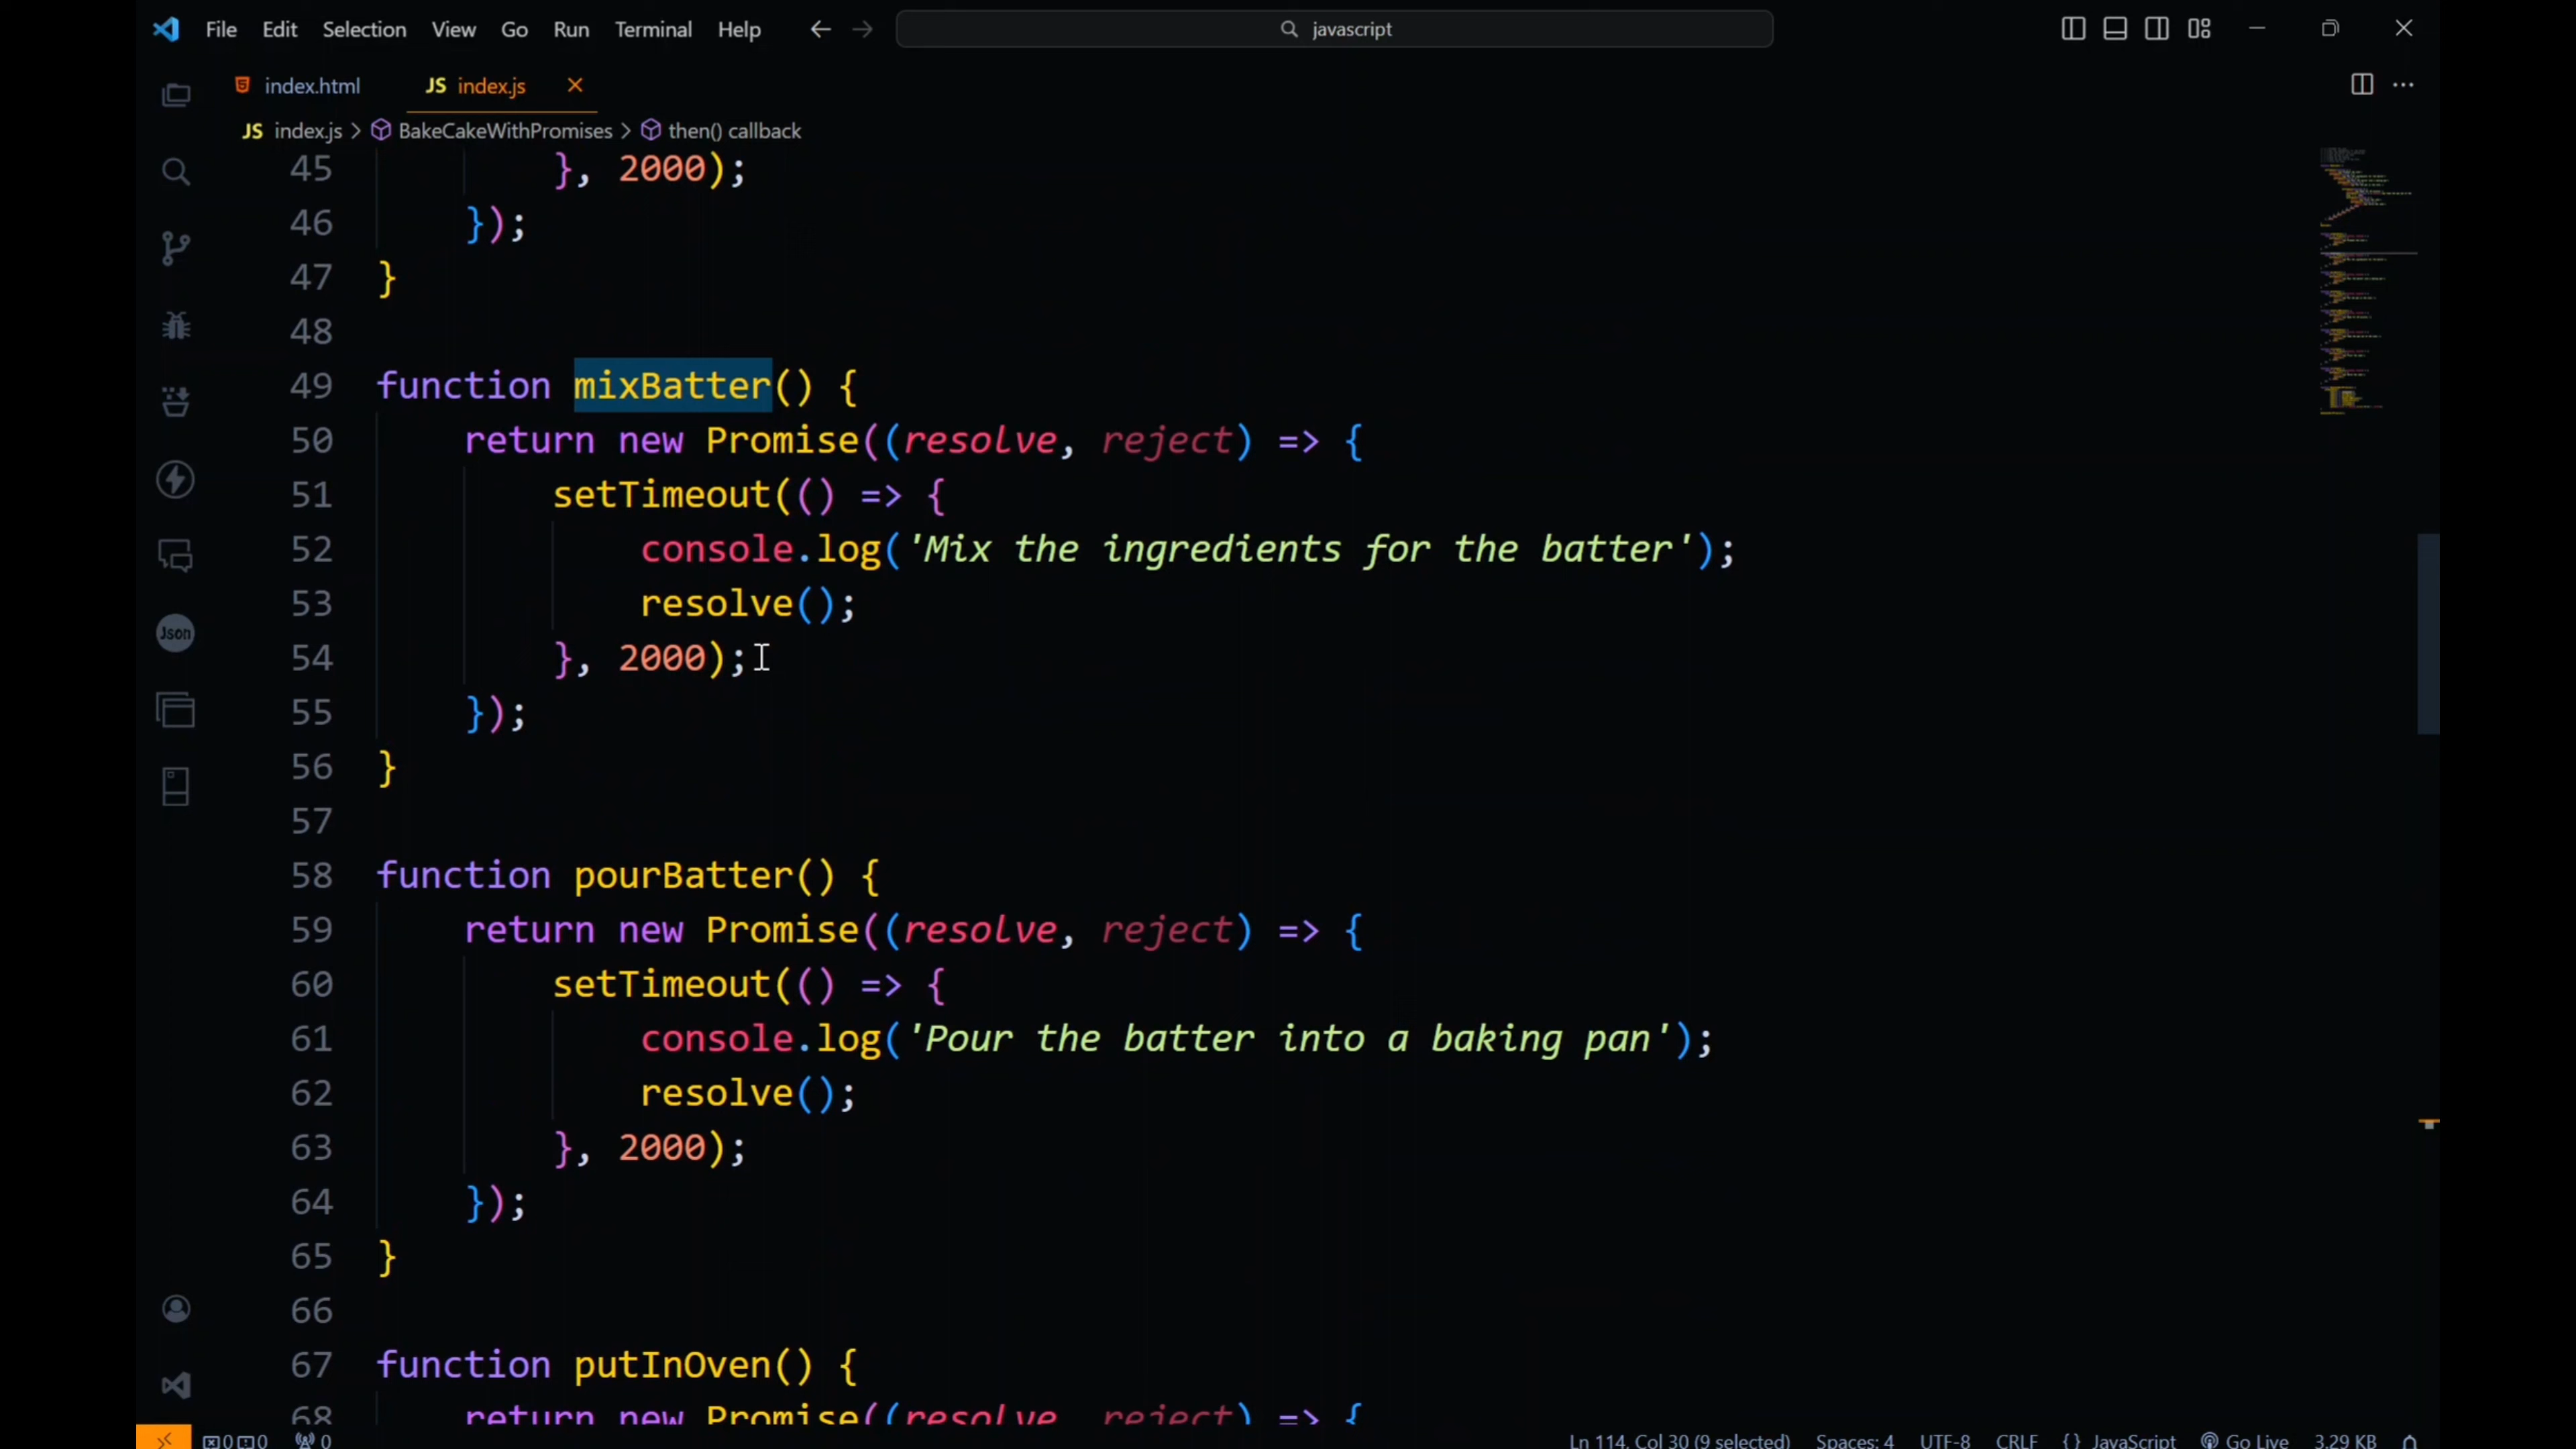 File Edit Selection View Go Run Terminal Help javascript
index.html JS index.js
JS index.js > BakeCakeWithPromises > then() callback
45 }, 2000);
46 });
47 }
48
49 function mixBatter() {
50 return new Promise((resolve, reject) => {
51 setTimeout(() => {
52 console.log('Mix the ingredients for the batter');
53 resolve();
54 }, 2000);
55 });
56 }
57
58 function pourBatter() {
59 return new Promise((resolve, reject) => {
60 setTimeout(() => {
61 console.log('Pour the batter into a baking pan');
62 resolve();
63 }, 2000);
64 });
65 }
66
67 function putInOven() {
68 return new Promise((resolve, reject) => {
Json
0 0 0 Ln 114, Col 30 (9 selected) Spaces: 4 UTF-8 CRLF {} JavaScript Go Live 3.29 KB